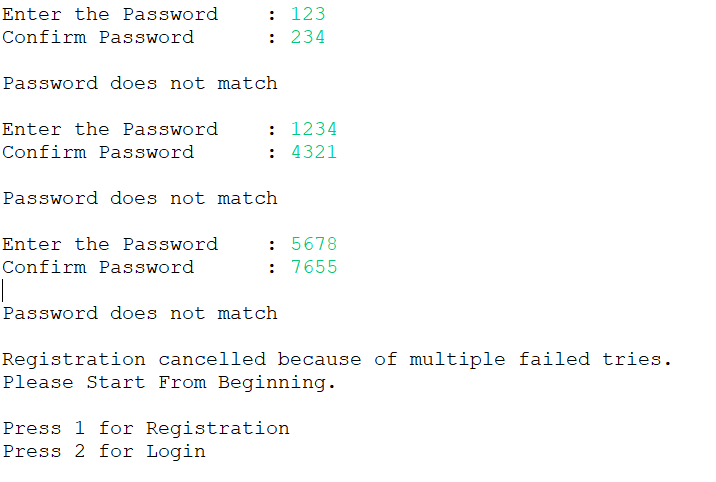 Enter the Password    : 123
Confirm Password      : 234
Password does not match
Enter the Password    : 1234
Confirm Password      : 4321
Password does not match
Enter the Password    : 5678
Confirm Password      : 7655
Password does not match
Registration cancelled because of multiple failed tries.
Please Start From Beginning.
Press 1 for Registration
Press 2 for Login